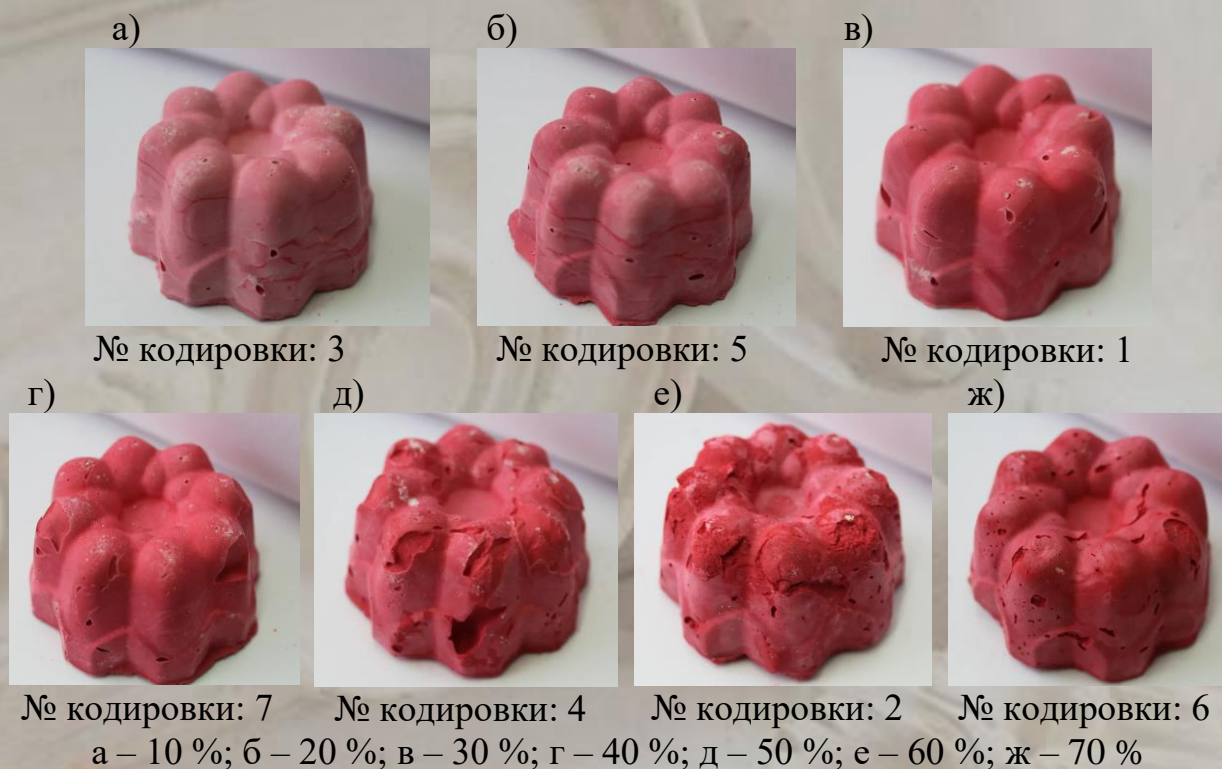 а) б) в)
№ кодировки: 3 № кодировки: 5 № кодировки: 1
г) д) е) ж)
№ кодировки: 7 № кодировки: 4 № кодировки: 2 № кодировки: 6
а – 10 %; б – 20 %; в – 30 %; г – 40 %; д – 50 %; е – 60 %; ж – 70 %